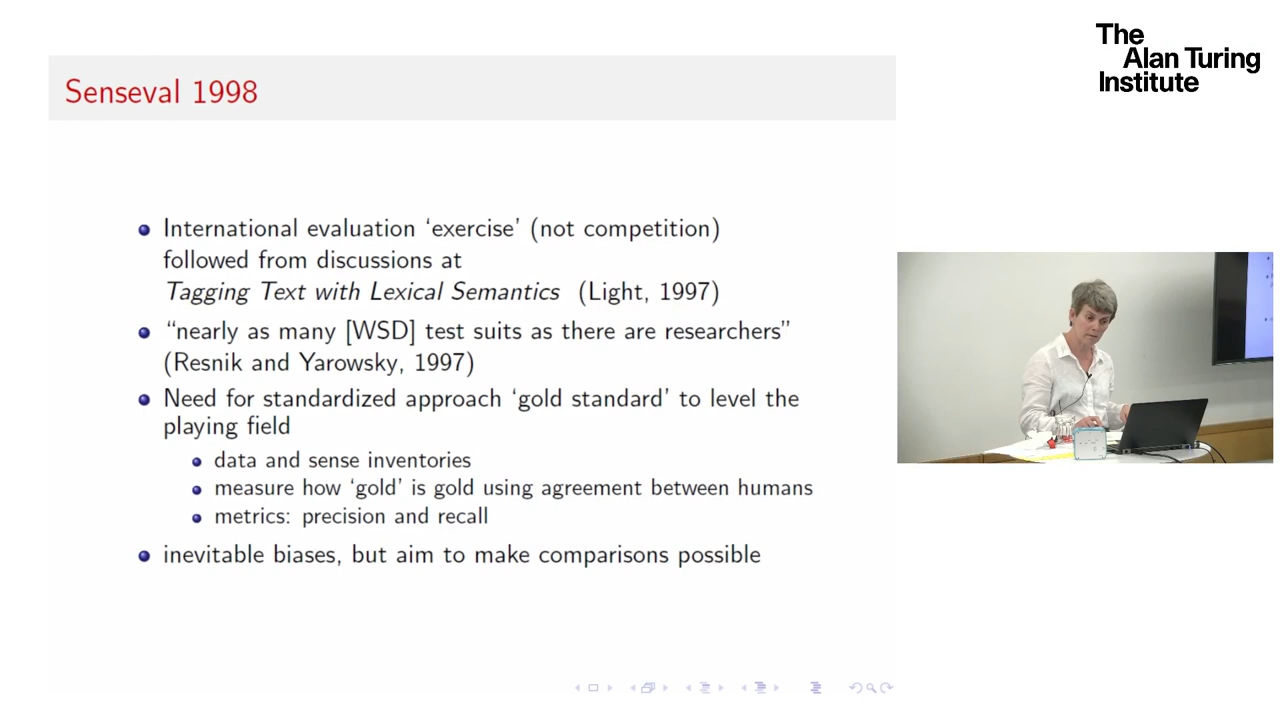 The
Alan Turing
Institute
Senseval 1998
International evaluation ‘exercise’ (not competition)
followed from discussions at
Tagging Text with Lexical Semantics (Light, 1997)
“nearly as many [WSD] test suits as there are researchers”
(Resnik and Yarowsky, 1997)
Need for standardized approach ‘gold standard’ to level the
playing field
data and sense inventories
measure how ‘gold’ is gold using agreement between humans
metrics: precision and recall
inevitable biases, but aim to make comparisons possible